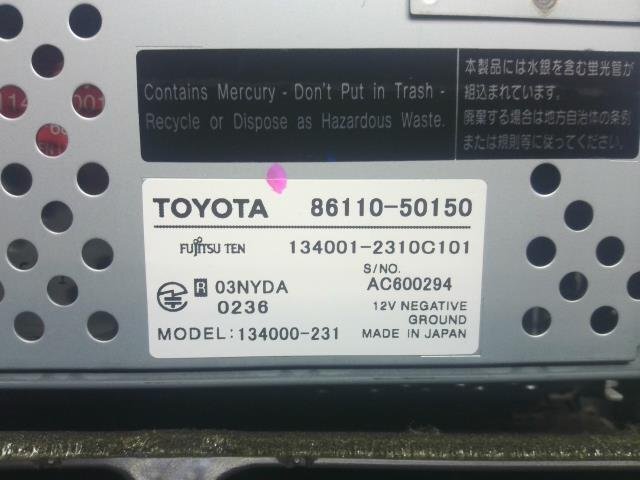 Contains Mercury - Don't Put in Trash -
Recycle or Dispose as Hazardous Waste.
本製品には水銀を含む蛍光管が
組込まれています。
廃棄する場合は地方自治体の条例
または規則等に従ってください。
TOYOTA 86110-50150
FUJITSU TEN 134001-2310C101
S/NO.
R 03NYDA AC600294
0236 12V NEGATIVE
GROUND
MODEL:134000-231 MADE IN JAPAN